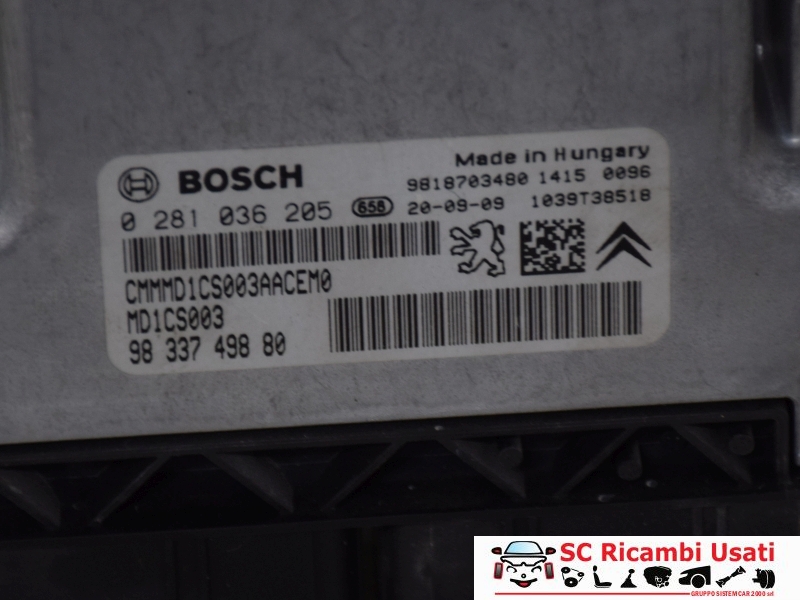 BOSCH
Made in Hungary
9818703480 1415 0096
0 281 036 205 658 20-09-09 1039T38518
CMMMD1CS003AACEM0
MD1CS003
98 337 498 80
SC Ricambi Usati
GRUPPO SISTEMCAR 2000 srl